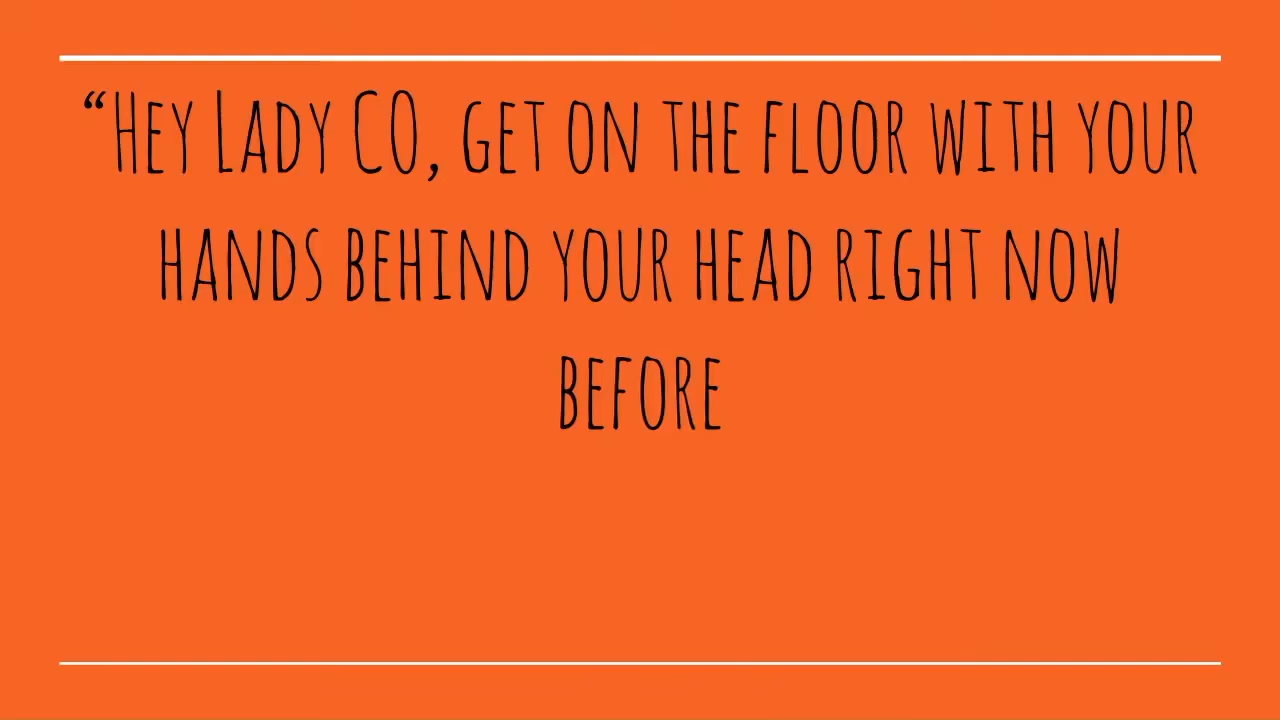 “Hey Lady CO, get on the floor with your
hands behind your head right now
before